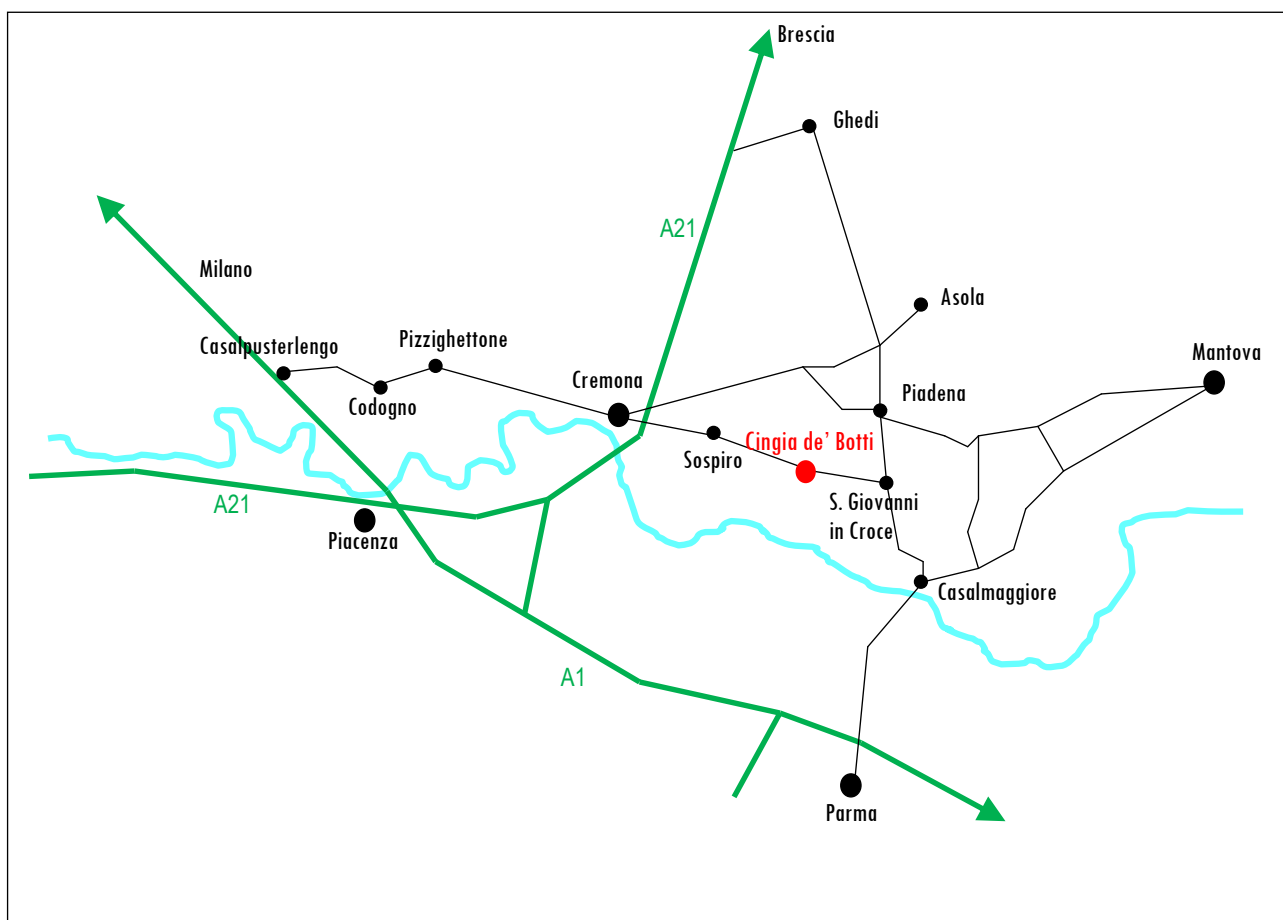 Brescia
Ghedi
A21
Milano
Asola
Pizzighettone
Casalpusterlengo
Mantova
Cremona
Codogno
Piadena
Cingia de' Botti
Sospiro
A21
S. Giovanni
in Croce
Piacenza
Casalmaggiore
A1
Parma